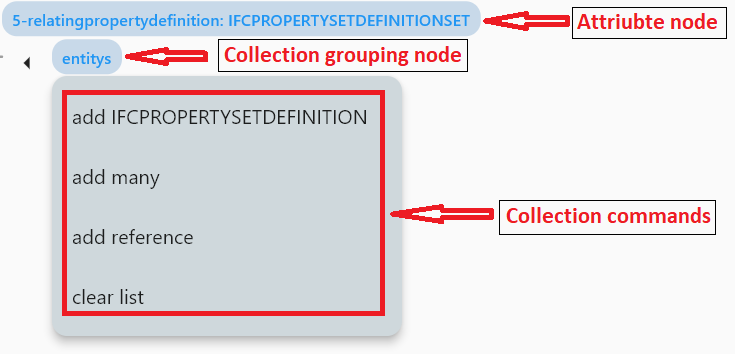 5-relatingpropertydefinition: IFCPROPERTYSETDEFINITIONSET
Attriubte node
entitys
Collection grouping node
add IFCPROPERTYSETDEFINITION
add many
add reference
Collection commands
clear list